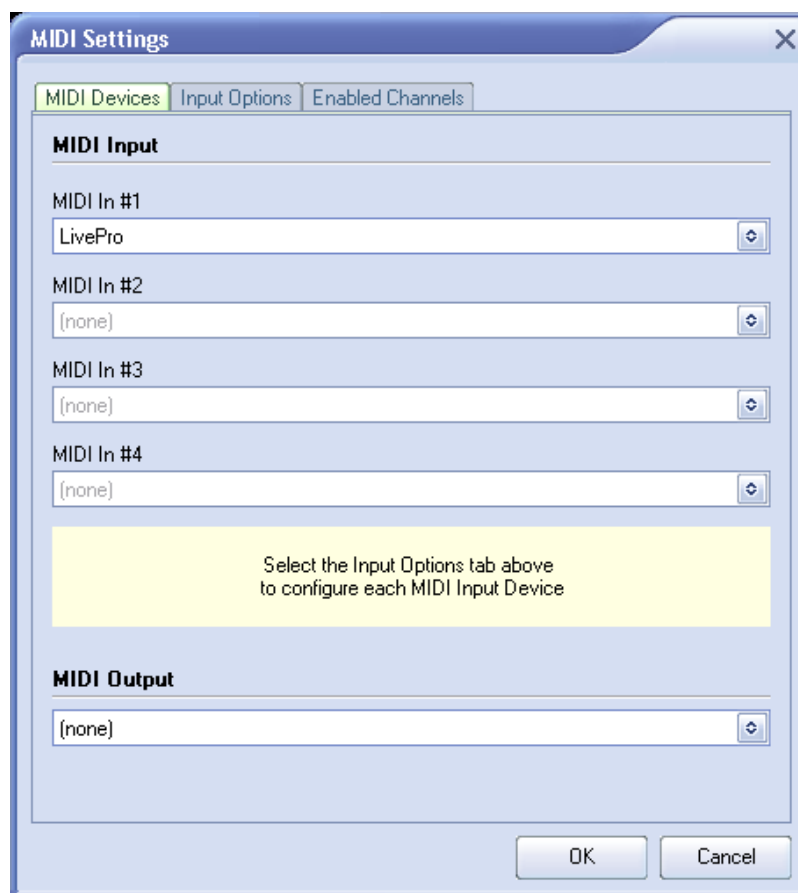 MIDI Settings
MIDI Devices Input Options Enabled Channels
MIDI Input
MIDI In #1
LivePro
MIDI In #2
(none)
MIDI In #3
(none)
MIDI In #4
(none)
Select the Input Options tab above
to configure each MIDI Input Device
MIDI Output
(none)
OK Cancel